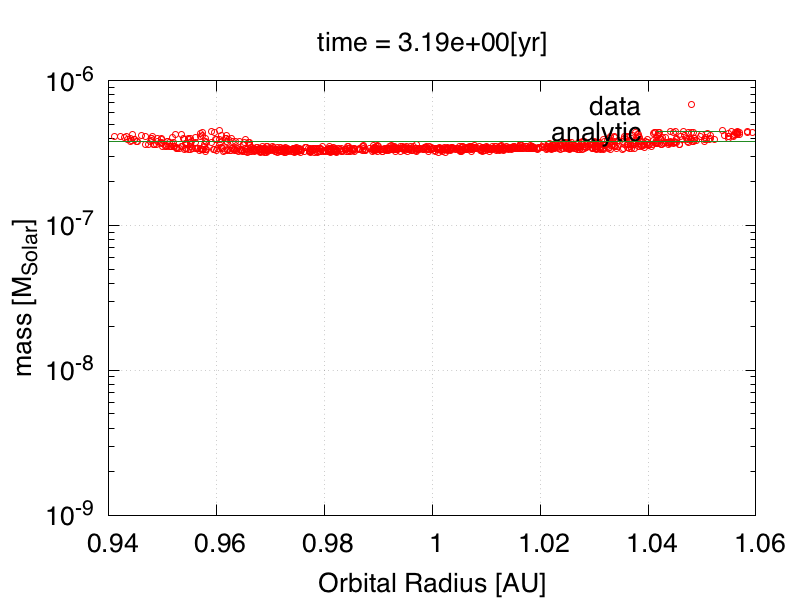 time = 3.19e+00[yr]
10^-6
data
analytic
10^-7
10^-8
10^-9
mass [M_Solar]
0.94 0.96 0.98 1 1.02 1.04 1.06
Orbital Radius [AU]